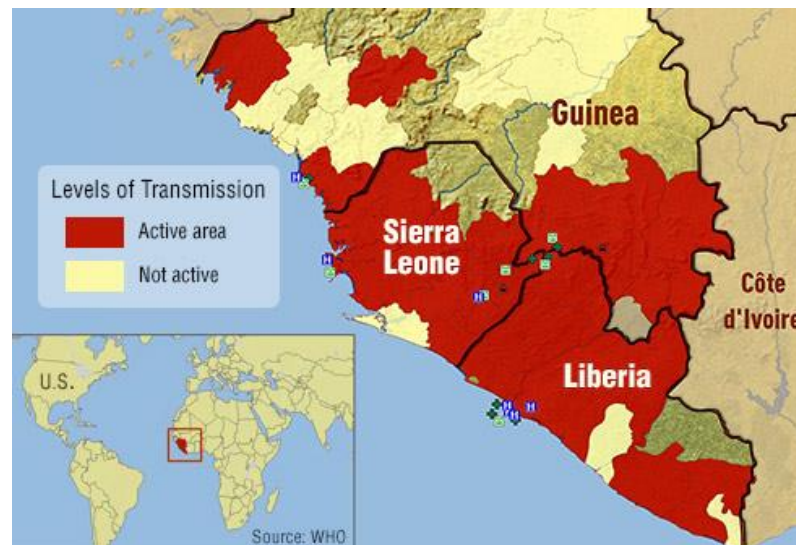 Guinea
Levels of Transmission
Active area
Not active
Sierra
Leone
Côte
d'Ivoire
Liberia
U.S.
Source: WHO
H
H
H
H
H
H